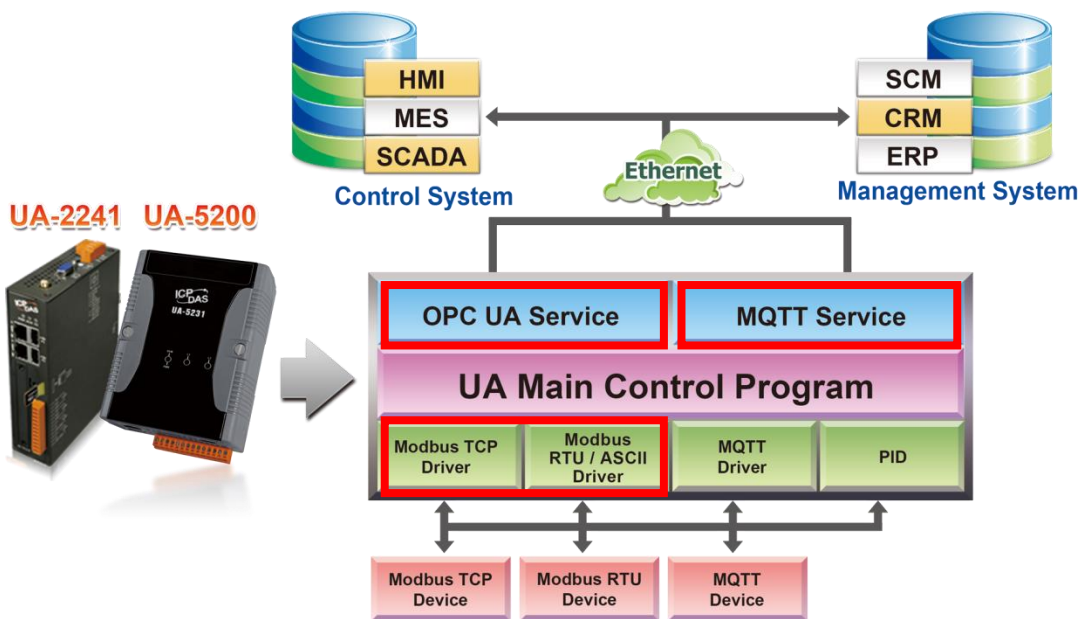 HMI
MES
SCADA
Control System
SCM
CRM
ERP
Management System
Ethernet
UA-2241 UA-5200
ICP
DAS
ICP
DAS
UA-5231
OPC UA Service
MQTT Service
UA Main Control Program
Modbus TCP
Driver
Modbus
RTU / ASCII
Driver
MQTT
Driver
PID
Modbus TCP
Device
Modbus RTU
Device
MQTT
Device